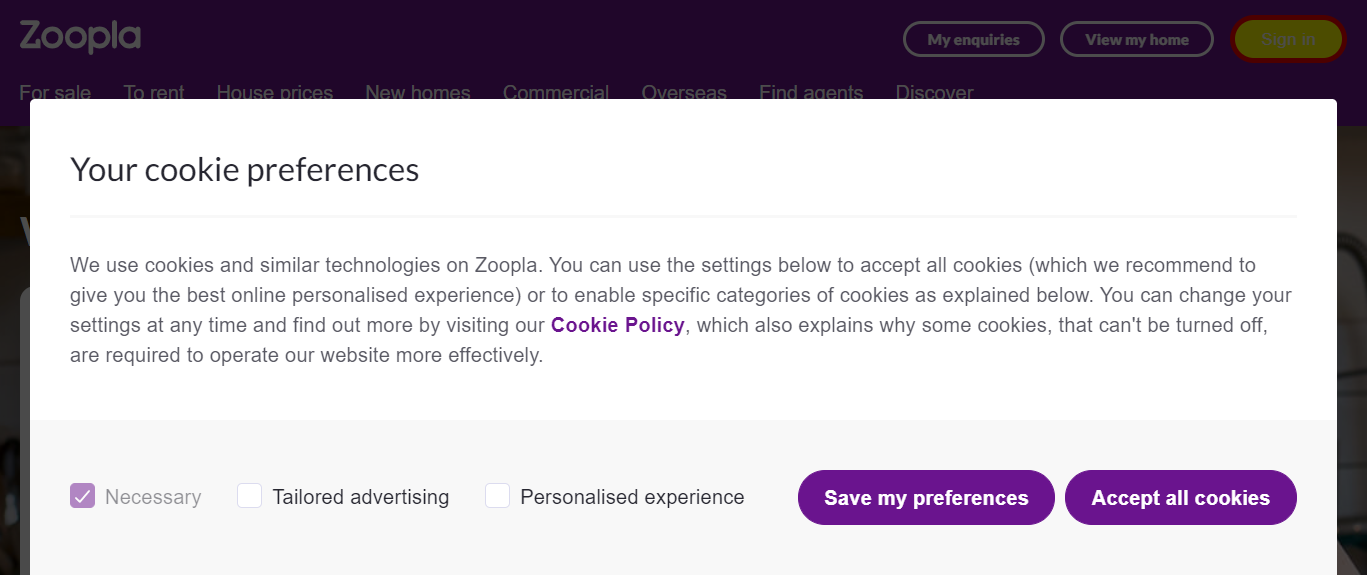 Zoopla
My enquiries
View my home
Sign in
For sale
To rent
House prices
New homes
Commercial
Overseas
Find agents
Discover
Your cookie preferences
We use cookies and similar technologies on Zoopla. You can use the settings below to accept all cookies (which we recommend to
give you the best online personalised experience) or to enable specific categories of cookies as explained below. You can change your
settings at any time and find out more by visiting our Cookie Policy, which also explains why some cookies, that can't be turned off,
are required to operate our website more effectively.
Necessary
Tailored advertising
Personalised experience
Save my preferences
Accept all cookies